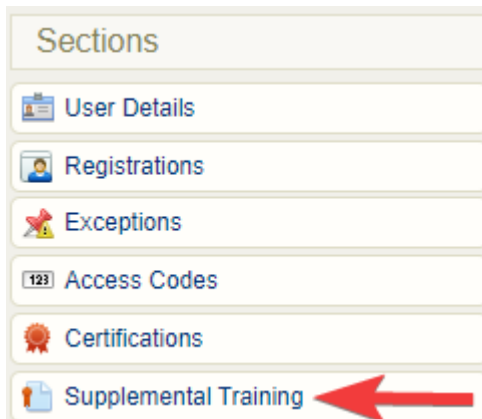 Sections
User Details
Registrations
Exceptions
123 Access Codes
Certifications
Supplemental Training